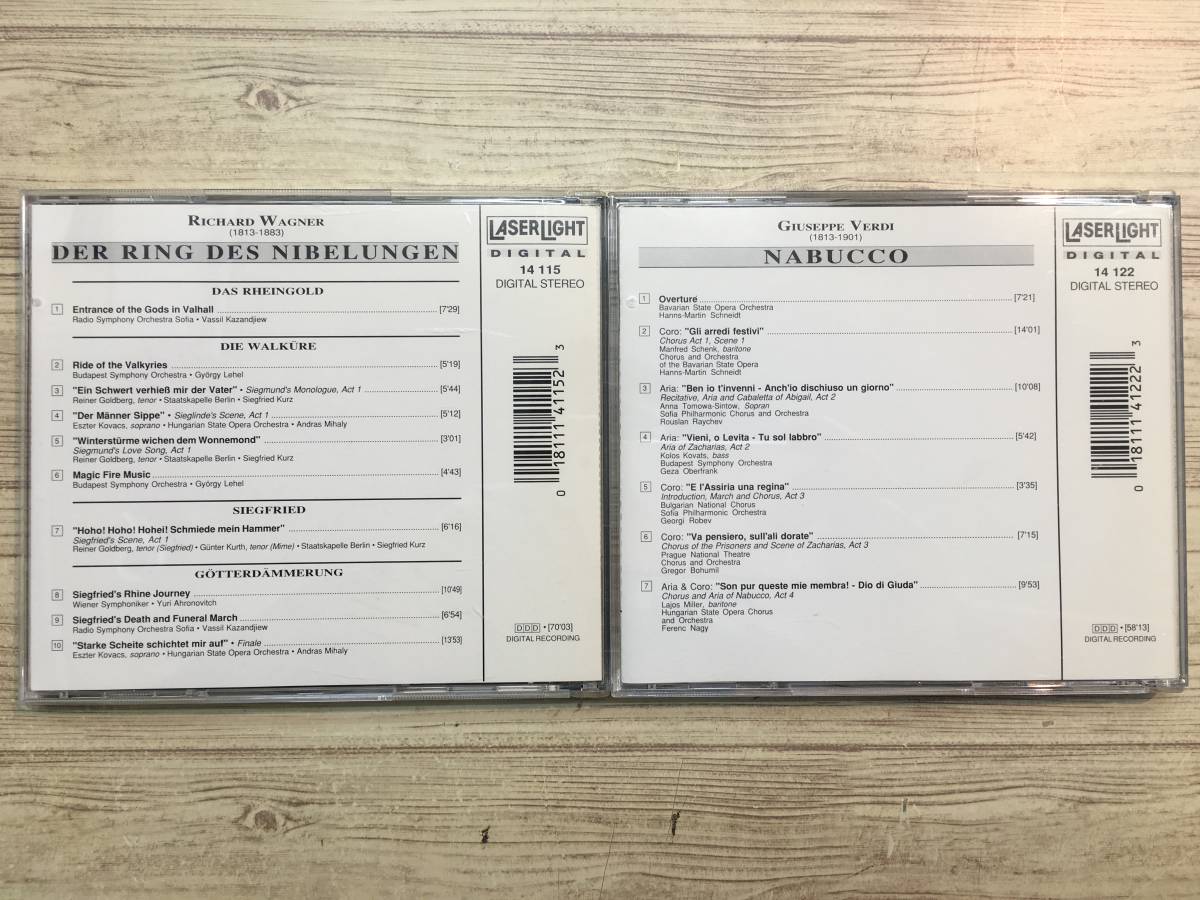 RICHARD WAGNER
(1813-1883)
DER RING DES NIBELUNGEN
DAS RHEINGOLD
1 Entrance of the Gods in Valhall [7'29]
Radio Symphony Orchestra Sofia • Vassil Kazandjiew
DIE WALKÜRE
2 Ride of the Valkyries [5'19]
Budapest Symphony Orchestra • György Lehel
3 "Ein Schwert verhieß mir der Vater" • Siegmund's Monologue, Act 1 [5'44]
Reiner Goldberg, tenor • Staatskapelle Berlin • Siegfried Kurz
4 "Der Männer Sippe" • Sieglinde's Scene, Act 1 [5'12]
Eszter Kovacs, soprano • Hungarian State Opera Orchestra • Andras Mihaly
5 "Winterstürme wichen dem Wonnemond" [3'01]
Siegmund's Love Song, Act 1
Reiner Goldberg, tenor • Staatskapelle Berlin • Siegfried Kurz
6 Magic Fire Music [4'43]
Budapest Symphony Orchestra • György Lehel
SIEGFRIED
7 "Hoho! Hoho! Hohei! Schmiede mein Hammer" [6'16]
Siegfried's Scene, Act 1
Reiner Goldberg, tenor (Siegfried) • Günter Kurth, tenor (Mime) • Staatskapelle Berlin • Siegfried Kurz
GÖTTERDÄMMERUNG
8 Siegfried's Rhine Journey [10'49]
Wiener Symphoniker • Yuri Ahronovitch
9 Siegfried's Death and Funeral March [6'54]
Radio Symphony Orchestra Sofia • Vassil Kazandjiew
10 "Starke Scheite schichtet mir auf" • Finale [13'53]
Eszter Kovacs, soprano • Hungarian State Opera Orchestra • Andras Mihaly
LASERLIGHT
DIGITAL
14 115
DIGITAL STEREO
0 18111 41152 3
DDD • [70'03]
DIGITAL RECORDING
GIUSEPPE VERDI
(1813-1901)
NABUCCO
1 Overture [7'21]
Bavarian State Opera Orchestra
Hanns-Martin Schneidt
2 Coro: "Gli arredi festivi" [14'01]
Chorus Act 1, Scene 1
Manfred Schenk, baritone
Chorus and Orchestra
of the Bavarian State Opera
Hanns-Martin Schneidt
3 Aria: "Ben io t'invenni - Anch'io dischiuso un giorno" [10'08]
Recitative, Aria and Cabaletta of Abigail, Act 2
Anna Tomowa-Sintow, Sopran
Sofia Philharmonic Chorus and Orchestra
Rouslan Raychev
4 Aria: "Vieni, o Levita - Tu sol labbro" [5'42]
Aria of Zacharias, Act 2
Kolos Kovats, bass
Budapest Symphony Orchestra
Geza Oberfrank
5 Coro: "E l'Assiria una regina" [3'35]
Introduction, March and Chorus, Act 3
Bulgarian National Chorus
Sofia Philharmonic Orchestra
Georgi Robev
6 Coro: "Va pensiero, sull'ali dorate" [7'15]
Chorus of the Prisoners and Scene of Zacharias, Act 3
Prague National Theatre
Chorus and Orchestra
Gregor Bohumil
7 Aria & Coro: "Son pur queste mie membra! - Dio di Giuda" [9'53]
Chorus and Aria of Nabucco, Act 4
Lajos Miller, baritone
Hungarian State Opera Chorus
and Orchestra
Ferenc Nagy
LASERLIGHT
DIGITAL
14 122
DIGITAL STEREO
0 18111 41222 3
DDD • [58'13]
DIGITAL RECORDING